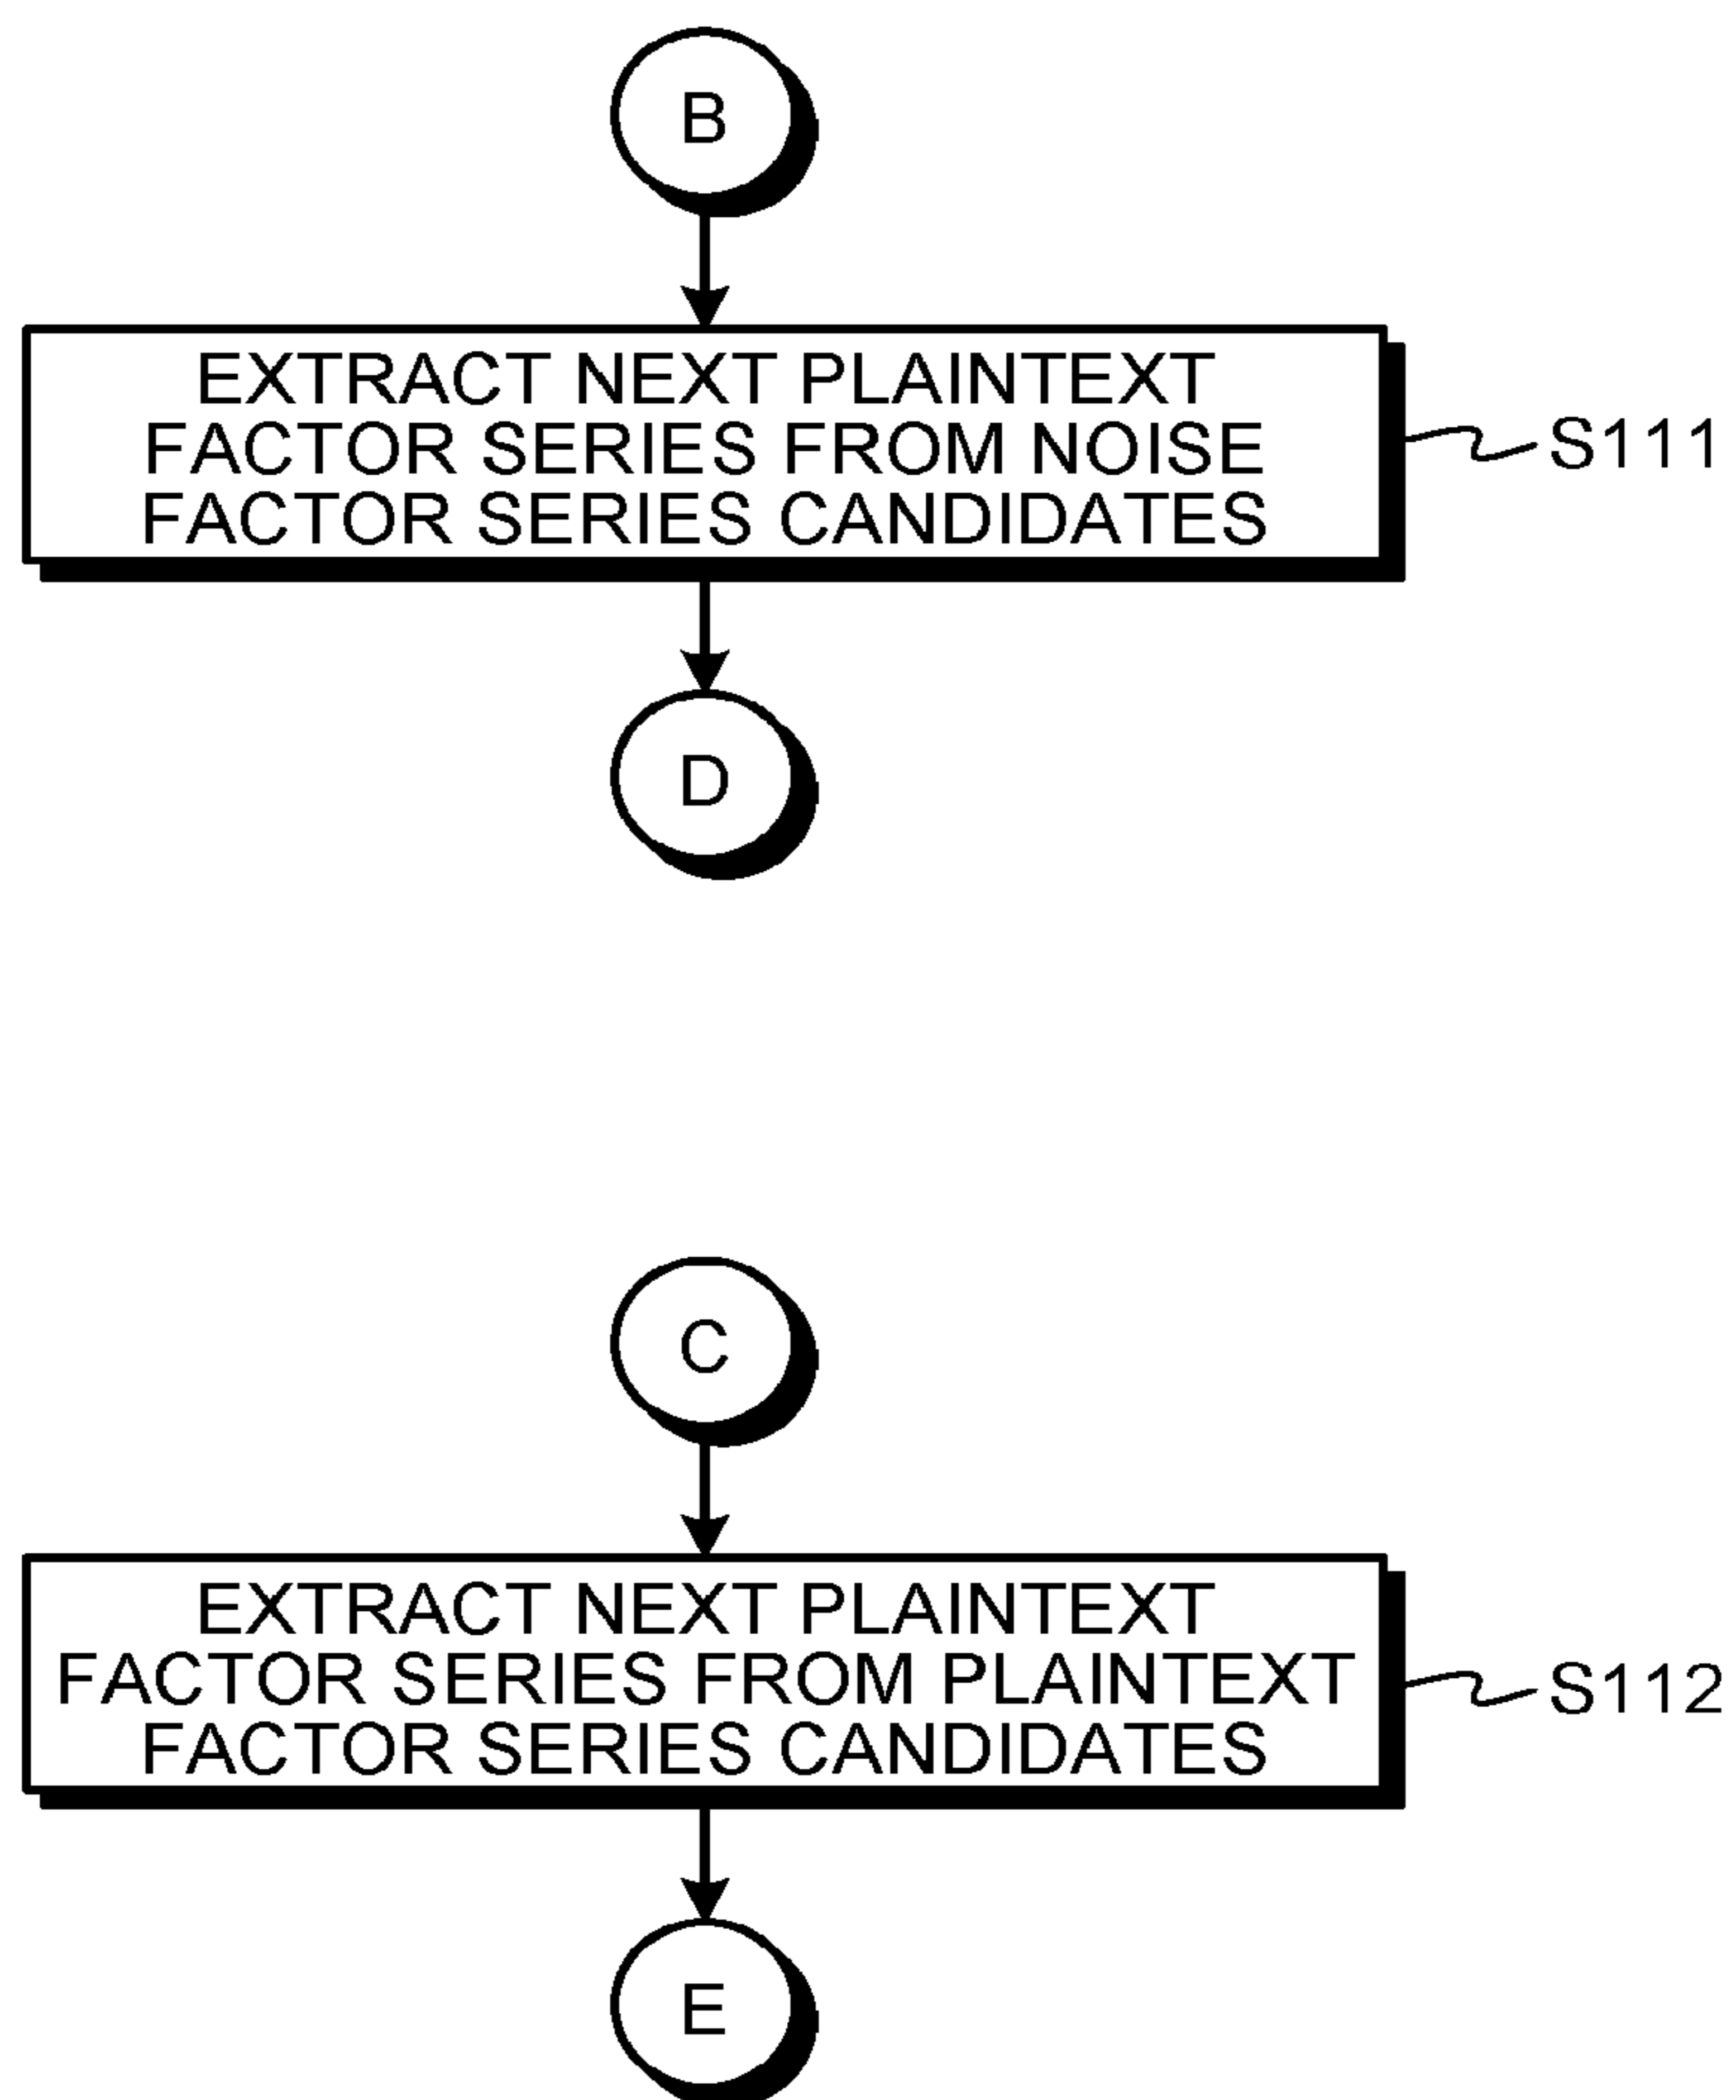 B
EXTRACT NEXT PLAINTEXT
FACTOR SERIES FROM NOISE
FACTOR SERIES CANDIDATES
S111
D
C
EXTRACT NEXT PLAINTEXT
FACTOR SERIES FROM PLAINTEXT
FACTOR SERIES CANDIDATES
S112
E